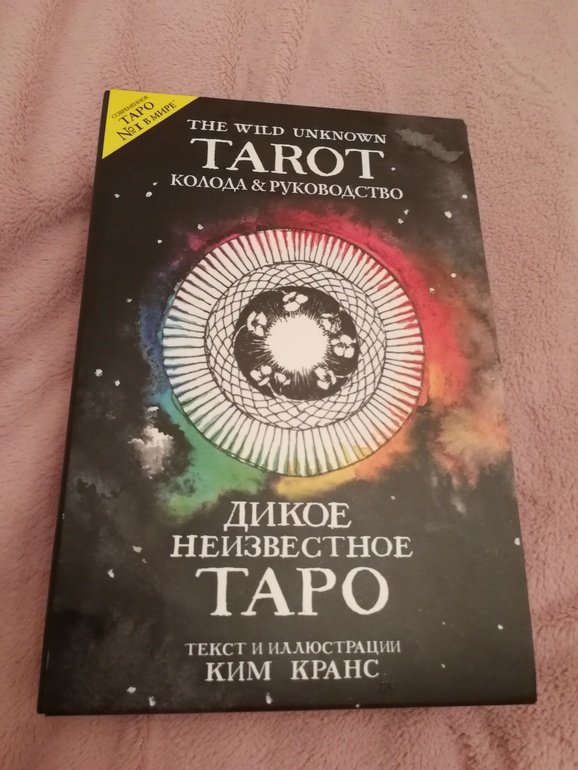 СОВРЕМЕННОЕ
ТАРО
№1 В МИРЕ
THE WILD UNKNOWN
TAROT
КОЛОДА & РУКОВОДСТВО
ДИКОЕ
НЕИЗВЕСТНОЕ
ТАРО
ТЕКСТ И ИЛЛЮСТРАЦИИ
КИМ КРАНС